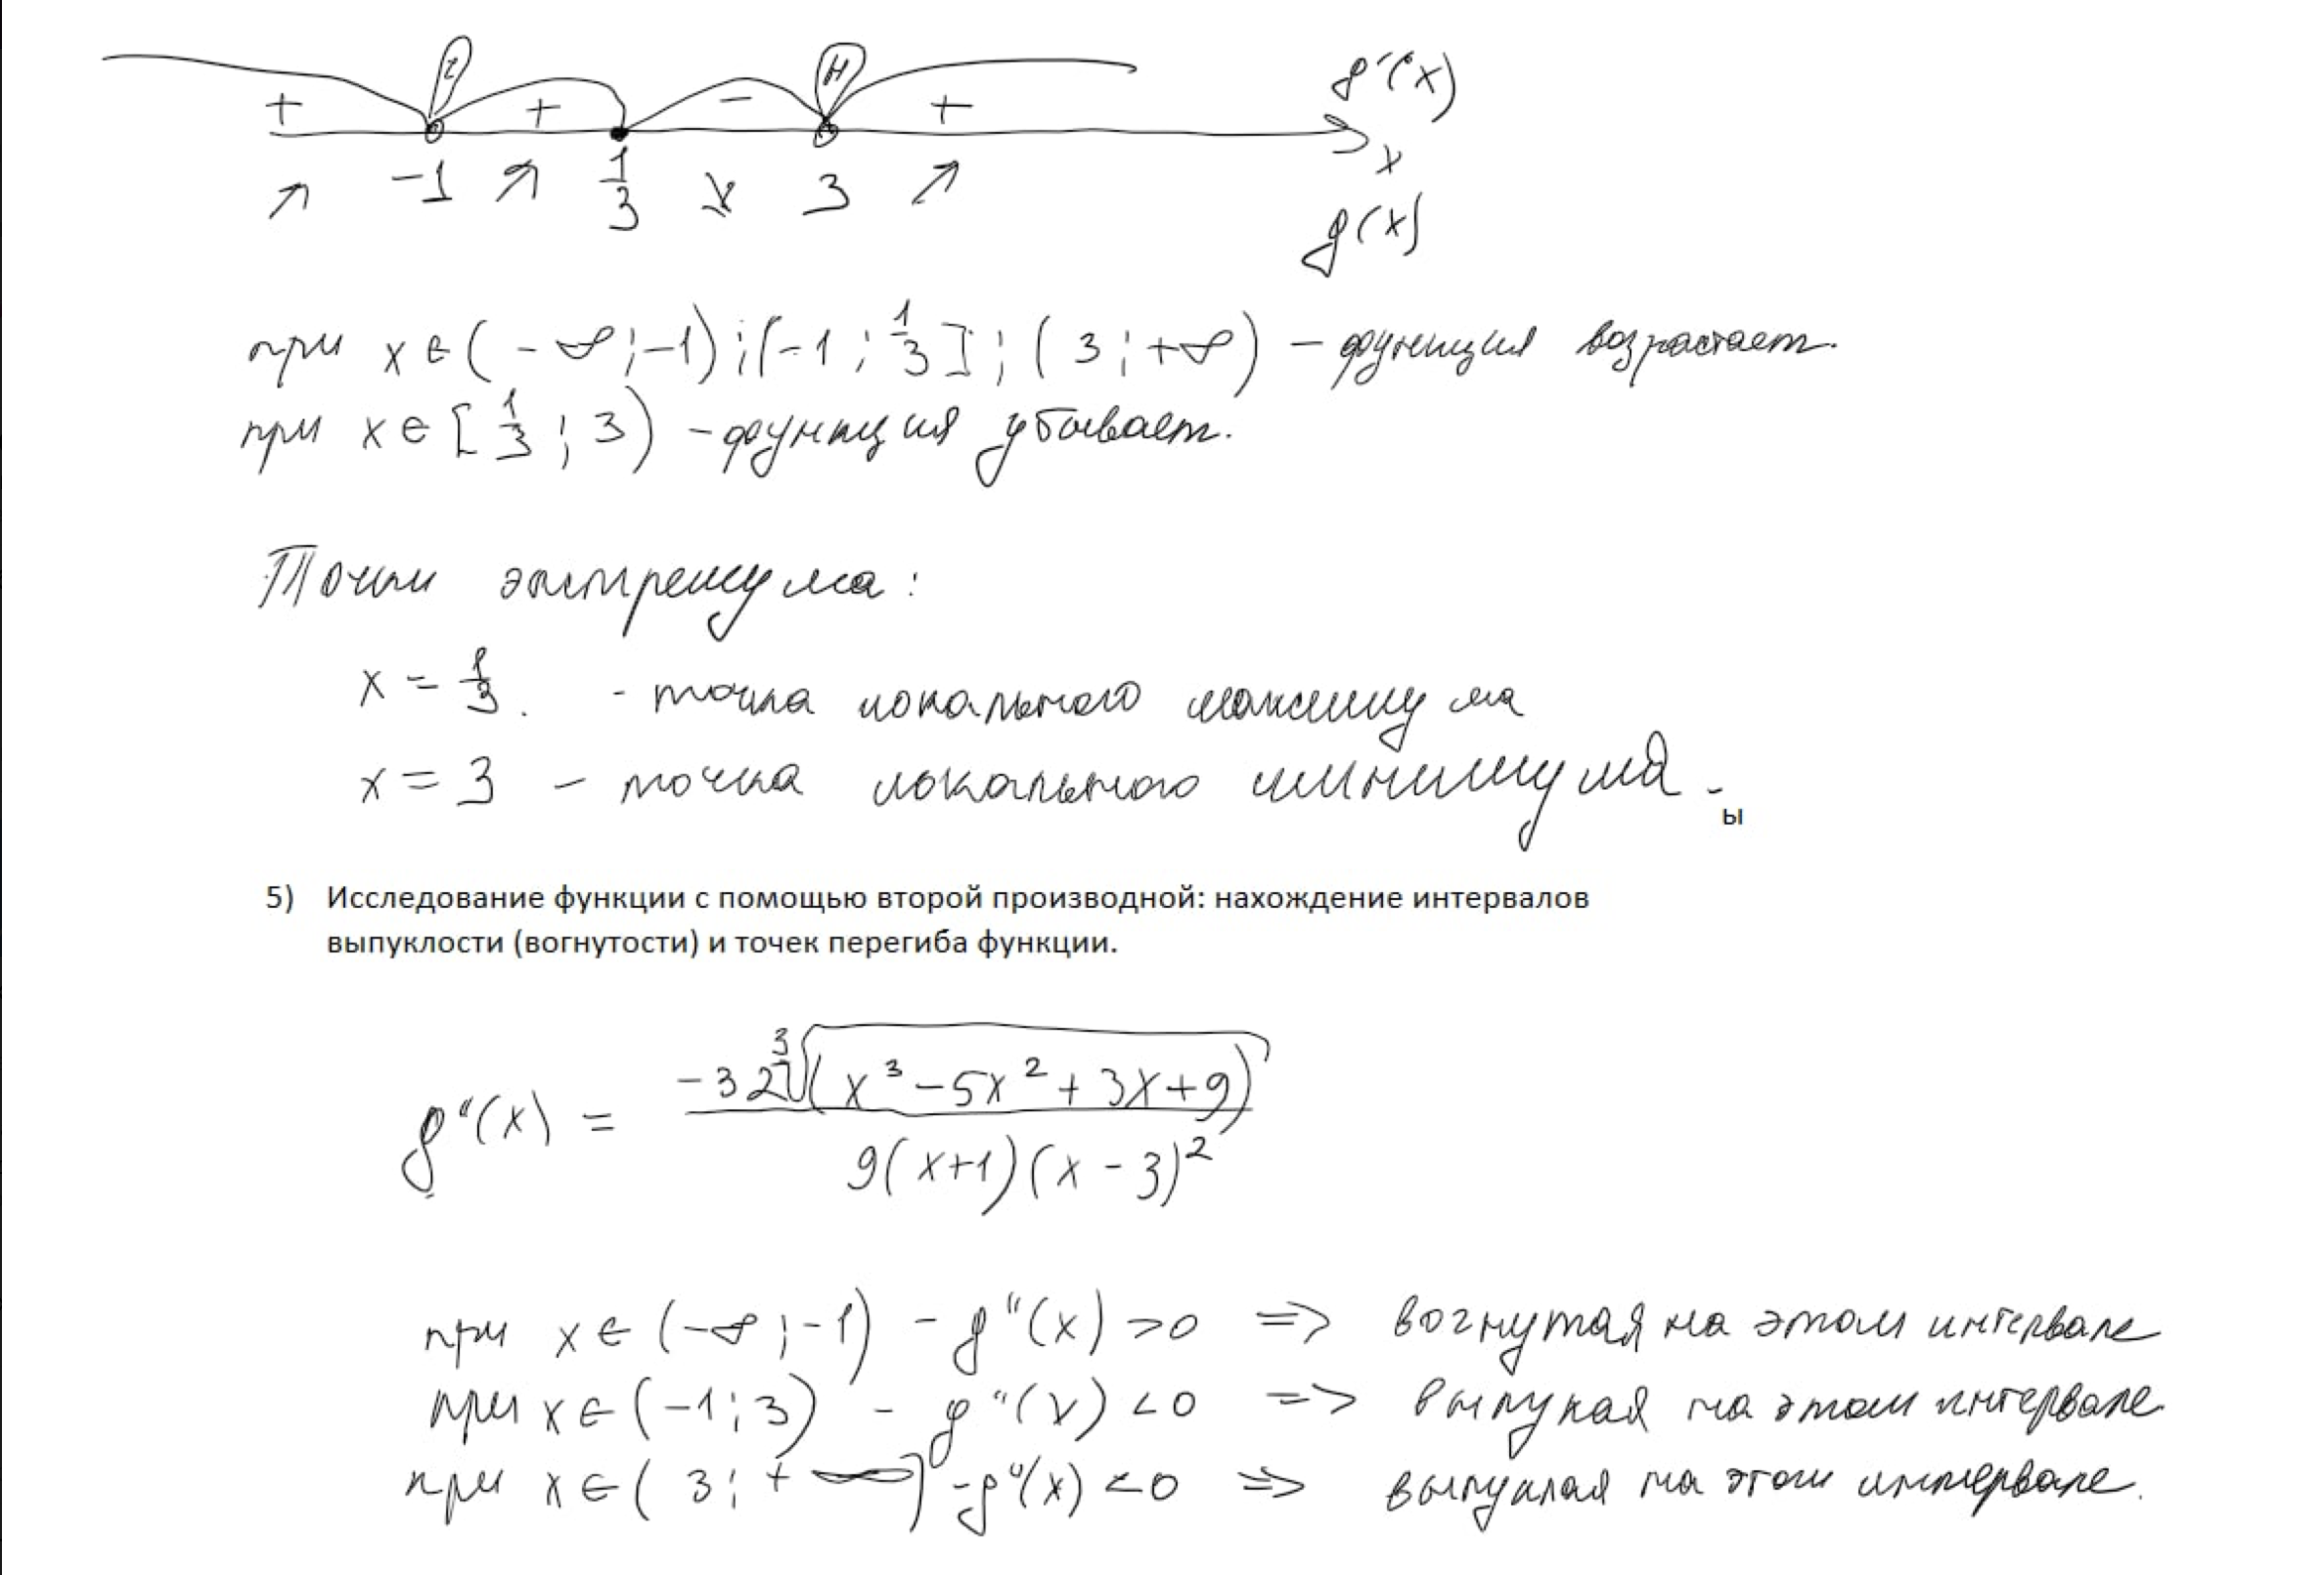 + 2 + - H + g'(x)
-1 1/3 3 x
g(x)
при x ∈ (-∞; -1); (-1; 1/3]; (3; +∞) - функция возрастает.
при x ∈ [1/3; 3) - функция убывает.
Точки экстремума:
x = 1/3. - точка локального максимума
x = 3 - точка локального минимума.
ы
5) Исследование функции с помощью второй производной: нахождение интервалов
выпуклости (вогнутости) и точек перегиба функции.
g"(x) = -32∛(x³-5x²+3x+9) / 9(x+1)(x-3)²
при x ∈ (-∞; -1) - g"(x) >0 => вогнутая на этом интервале
при x ∈ (-1; 3) - g"(x) <0 => выпукая на этом интервале
при x ∈ (3; +∞) - g"(x) <0 => выпуклая на этом интервале.